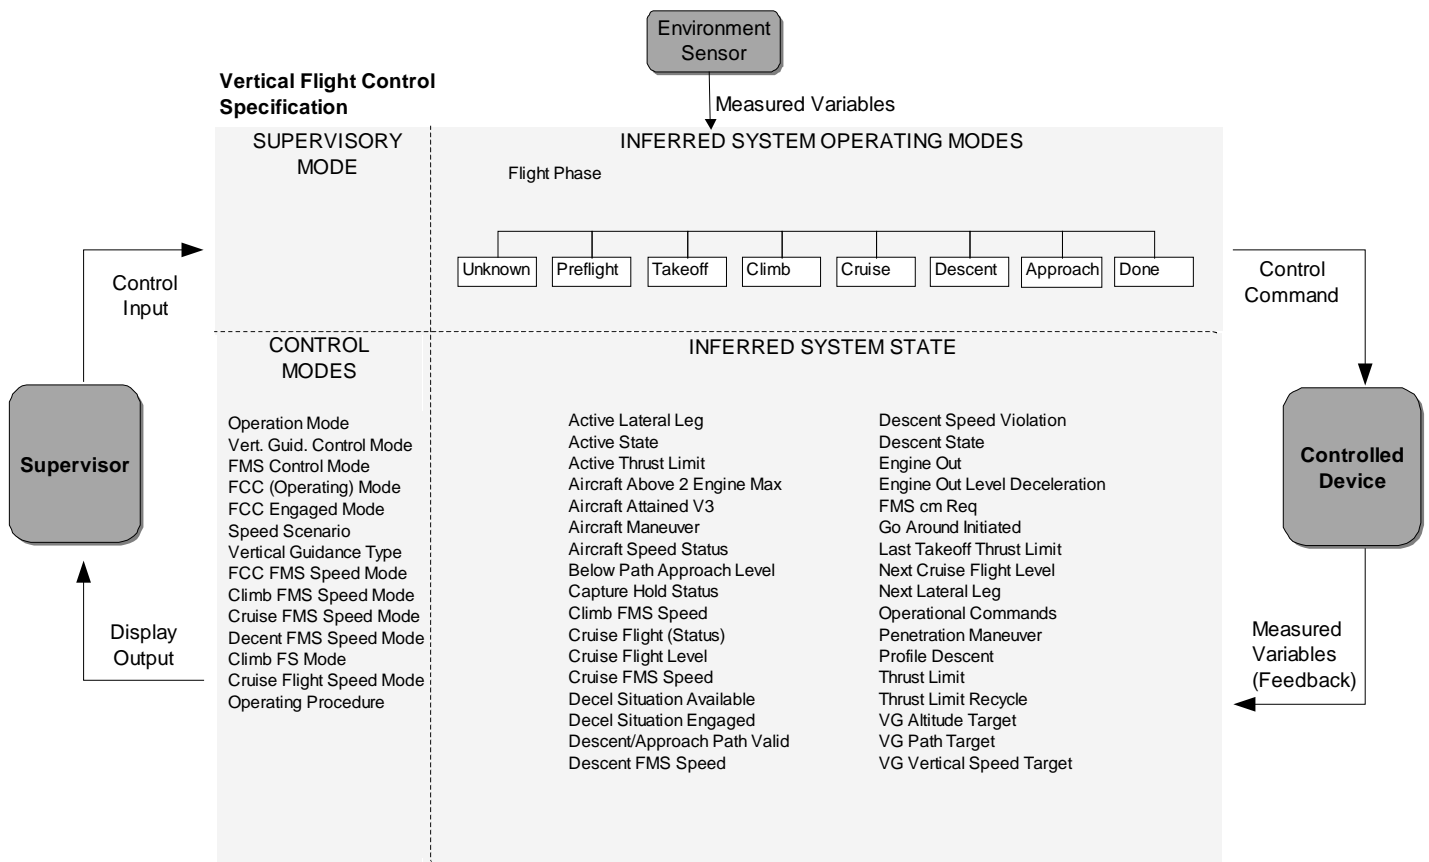 Environment
Sensor
Vertical Flight Control
Specification
Measured Variables
SUPERVISORY
MODE
INFERRED SYSTEM OPERATING MODES
Flight Phase
Unknown
Preflight
Takeoff
Climb
Cruise
Descent
Approach
Done
Control
Input
Control
Command
CONTROL
MODES
INFERRED SYSTEM STATE
Supervisor
Operation Mode
Vert. Guid. Control Mode
FMS Control Mode
FCC (Operating) Mode
FCC Engaged Mode
Speed Scenario
Vertical Guidance Type
FCC FMS Speed Mode
Climb FMS Speed Mode
Cruise FMS Speed Mode
Decent FMS Speed Mode
Climb FS Mode
Cruise Flight Speed Mode
Operating Procedure
Active Lateral Leg
Active State
Active Thrust Limit
Aircraft Above 2 Engine Max
Aircraft Attained V3
Aircraft Maneuver
Aircraft Speed Status
Below Path Approach Level
Capture Hold Status
Climb FMS Speed
Cruise Flight (Status)
Cruise Flight Level
Cruise FMS Speed
Decel Situation Available
Decel Situation Engaged
Descent/Approach Path Valid
Descent FMS Speed
Descent Speed Violation
Descent State
Engine Out
Engine Out Level Deceleration
FMS cm Req
Go Around Initiated
Last Takeoff Thrust Limit
Next Cruise Flight Level
Next Lateral Leg
Operational Commands
Penetration Maneuver
Profile Descent
Thrust Limit
Thrust Limit Recycle
VG Altitude Target
VG Path Target
VG Vertical Speed Target
Controlled
Device
Display
Output
Measured
Variables
(Feedback)